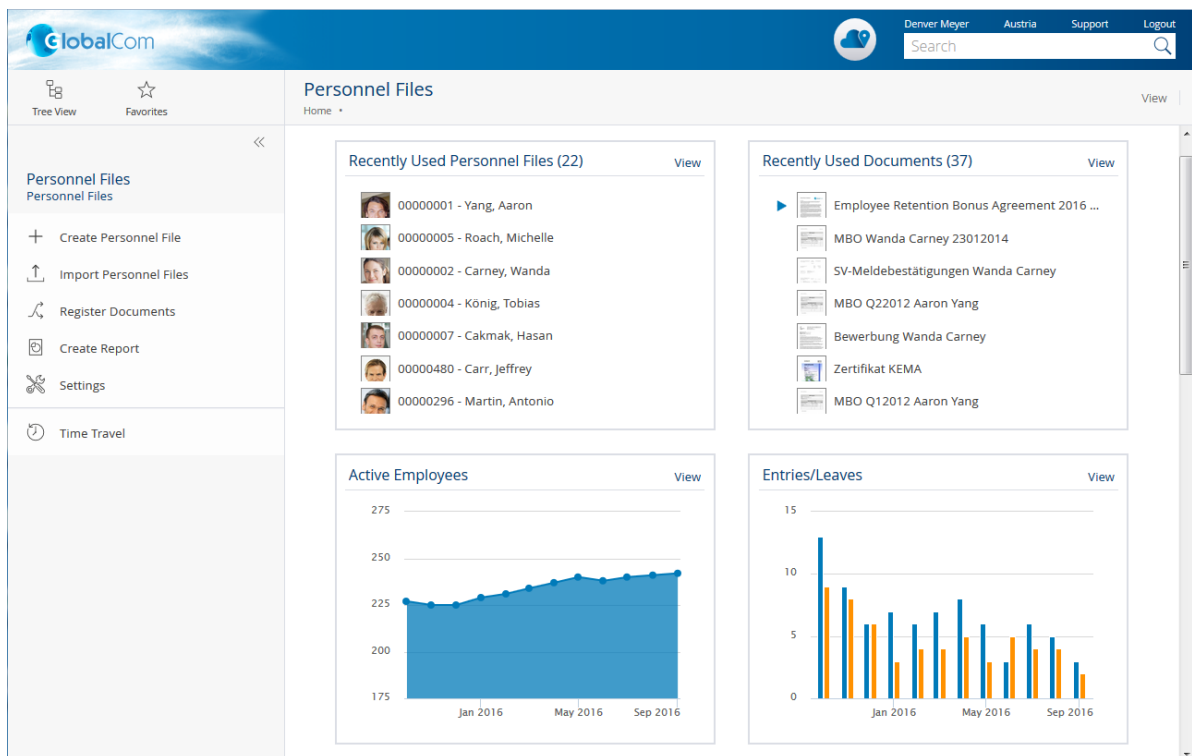 GlobalCom
Denver Meyer Austria Support Logout
Search
Tree View Favorites
Personnel Files
Home •
View
Personnel Files
Personnel Files
Create Personnel File
Import Personnel Files
Register Documents
Create Report
Settings
Time Travel
Recently Used Personnel Files (22) View
00000001 - Yang, Aaron
00000005 - Roach, Michelle
00000002 - Carney, Wanda
00000004 - König, Tobias
00000007 - Cakmak, Hasan
00000480 - Carr, Jeffrey
00000296 - Martin, Antonio
Recently Used Documents (37) View
Employee Retention Bonus Agreement 2016 ...
MBO Wanda Carney 23012014
SV-Meldebestätigungen Wanda Carney
MBO Q22012 Aaron Yang
Bewerbung Wanda Carney
Zertifikat KEMA
MBO Q12012 Aaron Yang
Active Employees View
275
250
225
200
175
Jan 2016 May 2016 Sep 2016
Entries/Leaves View
15
10
5
0
Jan 2016 May 2016 Sep 2016